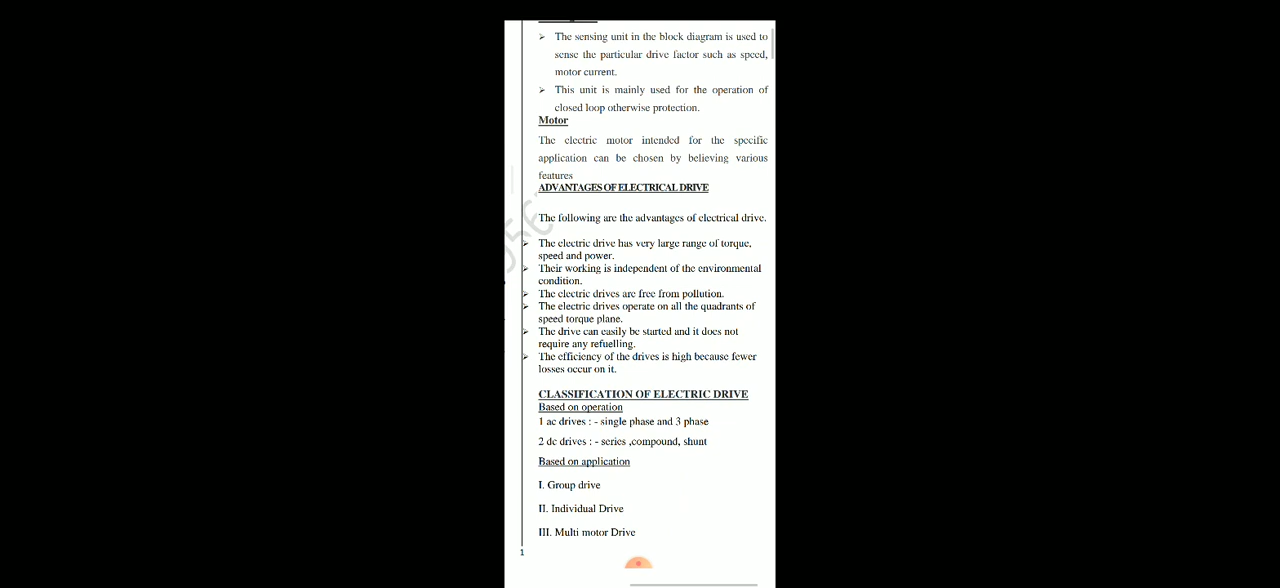 ➢ The sensing unit in the block diagram is used to
sense the particular drive factor such as speed,
motor current.
➢ This unit is mainly used for the operation of
closed loop otherwise protection.
Motor
The electric motor intended for the specific
application can be chosen by believing various
features
ADVANTAGES OF ELECTRICAL DRIVE
The following are the advantages of electrical drive.
➢ The electric drive has very large range of torque,
speed and power.
➢ Their working is independent of the environmental
condition.
➢ The electric drives are free from pollution.
➢ The electric drives operate on all the quadrants of
speed torque plane.
➢ The drive can easily be started and it does not
require any refuelling.
➢ The efficiency of the drives is high because fewer
losses occur on it.
CLASSIFICATION OF ELECTRIC DRIVE
Based on operation
1 ac drives : - single phase and 3 phase
2 dc drives : - series ,compound, shunt
Based on application
I. Group drive
II. Individual Drive
III. Multi motor Drive
1